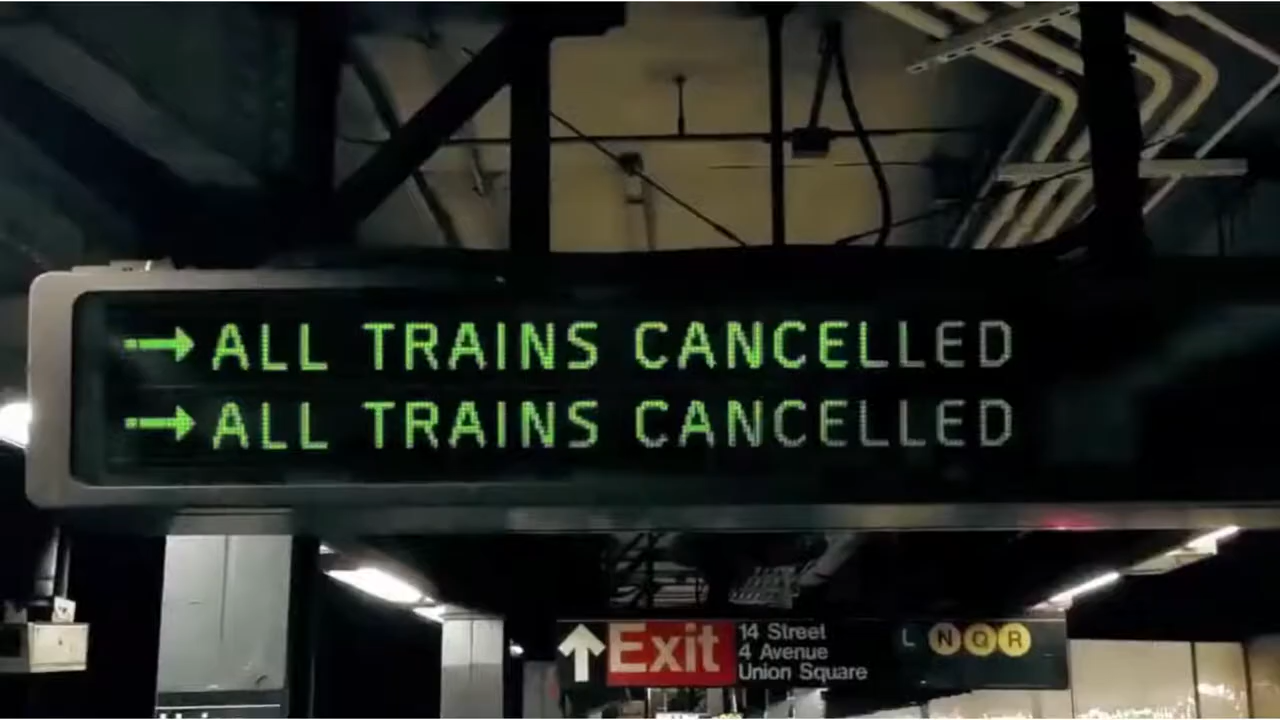 →ALL TRAINS CANCELLED
→ALL TRAINS CANCELLED
↑ Exit
14 Street
4 Avenue
Union Square
L N Q R